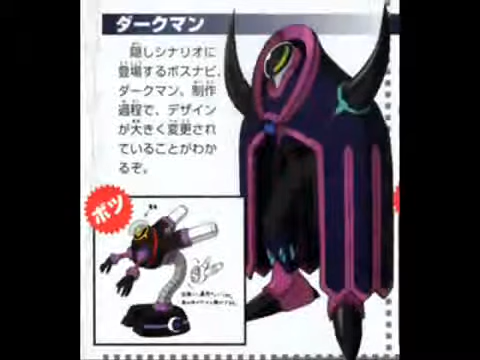 ダークマン
隠しシナリオに
登場するボスナビ、
ダークマン。制作
過程で、デザイン
が大きく変更され
ていることがわか
るぞ。
ボツ